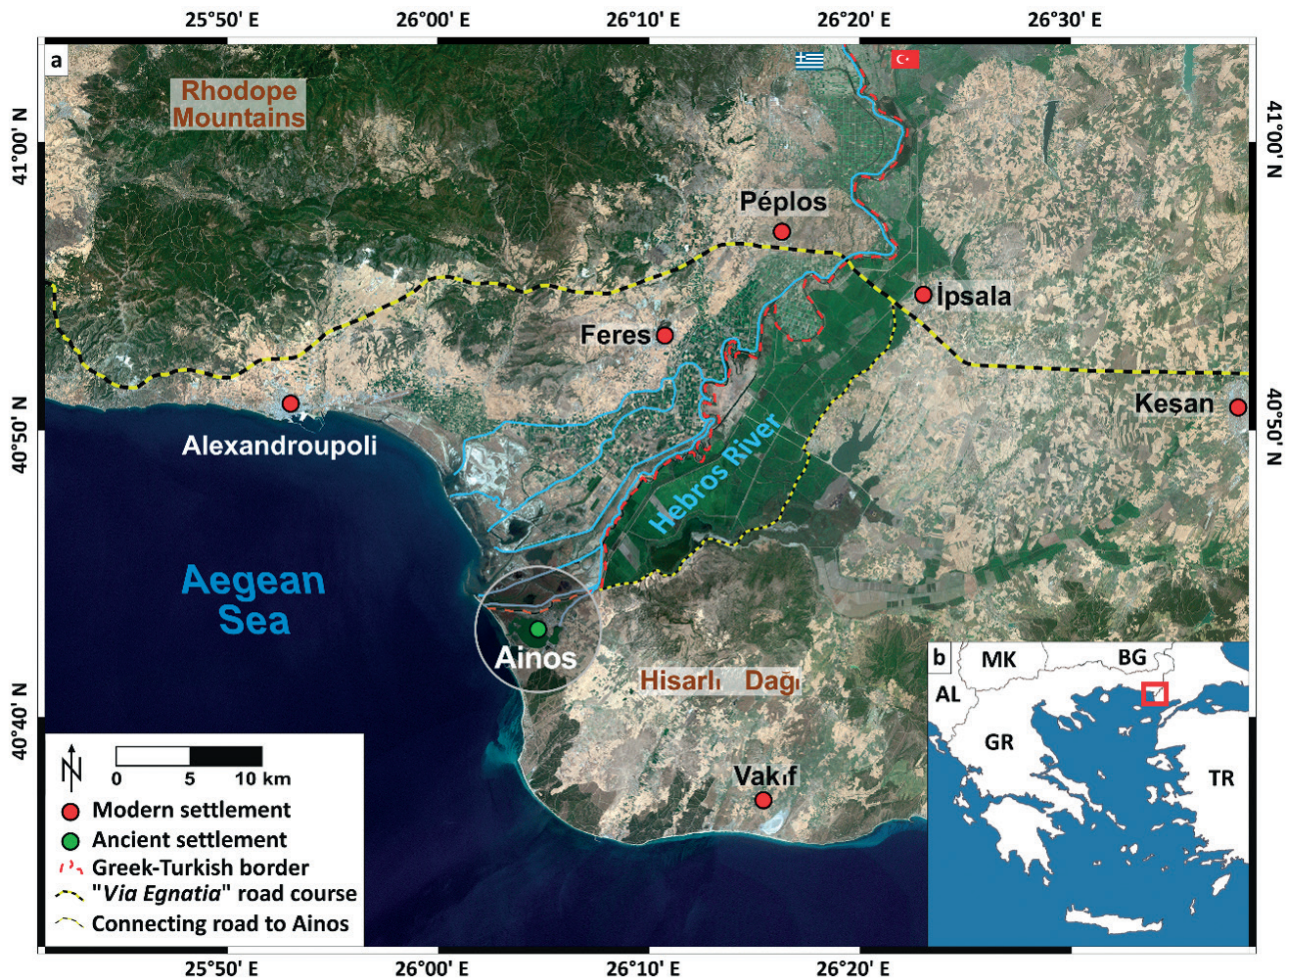 25°50' E
26°00' E
26°10' E
26°20' E
26°30' E
a
Rhodope
Mountains
41°00' N
41°00' N
Péplos
İpsala
Feres
Keşan
40°50' N
40°50' N
Alexandroupoli
Hebros River
Aegean
Sea
Ainos
Hisarlı Dağı
40°40' N
Vakıf
N
0 5 10 km
Modern settlement
Ancient settlement
Greek-Turkish border
"Via Egnatia" road course
Connecting road to Ainos
b
MK
BG
AL
GR
TR
25°50' E
26°00' E
26°10' E
26°20' E